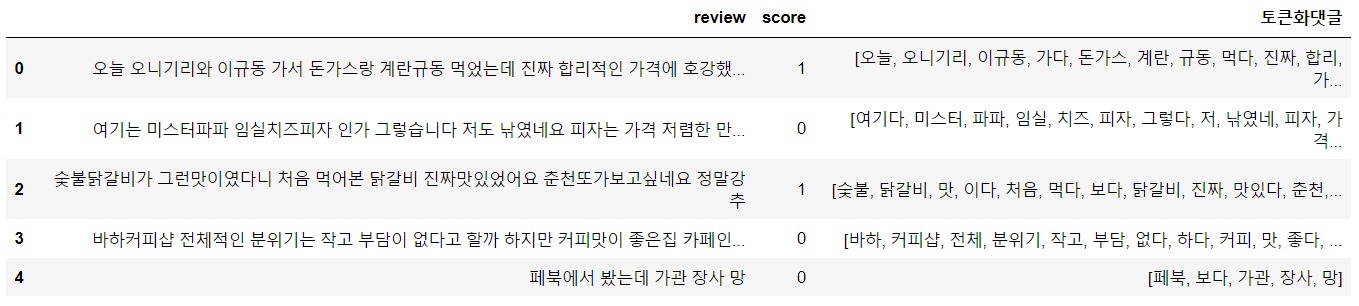 review score 토큰화댓글
0 오늘 오니기리와 이규동 가서 돈가스랑 계란규동 먹었는데 진짜 합리적인 가격에 호강했... 1 [오늘, 오니기리, 이규동, 가다, 돈가스, 계란, 규동, 먹다, 진짜, 합리,
가...
1 여기는 미스터파파 임실치즈피자 인가 그렇습니다 저도 낚였네요 피자는 가격 저렴한 만... 0 [여기다, 미스터, 파파, 임실, 치즈, 피자, 그렇다, 저, 낚였네, 피자, 가
격...
2 숯불닭갈비가 그런맛이였다니 처음 먹어본 닭갈비 진짜맛있었어요 춘천또가보고싶네요 정말강
추 1 [숯불, 닭갈비, 맛, 이다, 처음, 먹다, 보다, 닭갈비, 진짜, 맛있다, 춘천,...
3 바하커피샵 전체적인 분위기는 작고 부담이 없다고 할까 하지만 커피맛이 좋은집 카페인... 0 [바하, 커피샵, 전체, 분위기, 작고, 부담, 없다, 하다, 커피, 맛, 좋다, ...
4 페북에서 봤는데 가관 장사 망 0 [페북, 보다, 가관, 장사, 망]